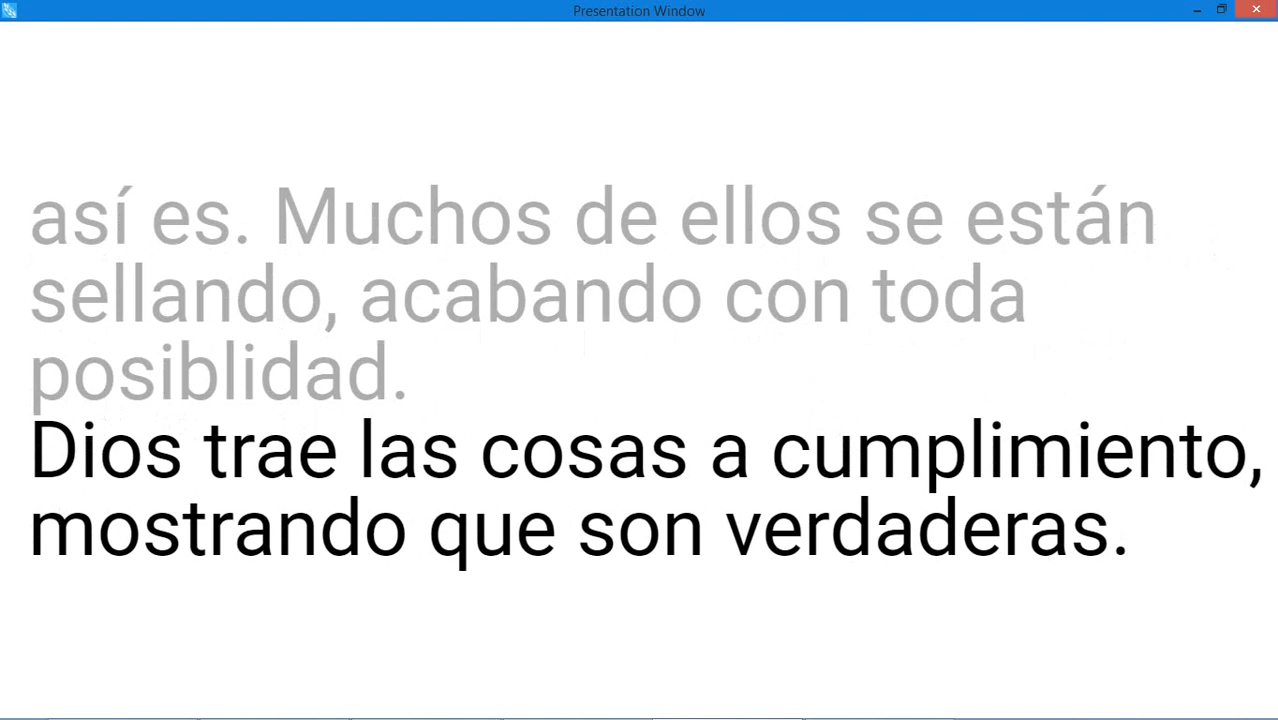 Presentation Window
así es. Muchos de ellos se están
sellando, acabando con toda
posiblidad.
Dios trae las cosas a cumplimiento,
mostrando que son verdaderas.